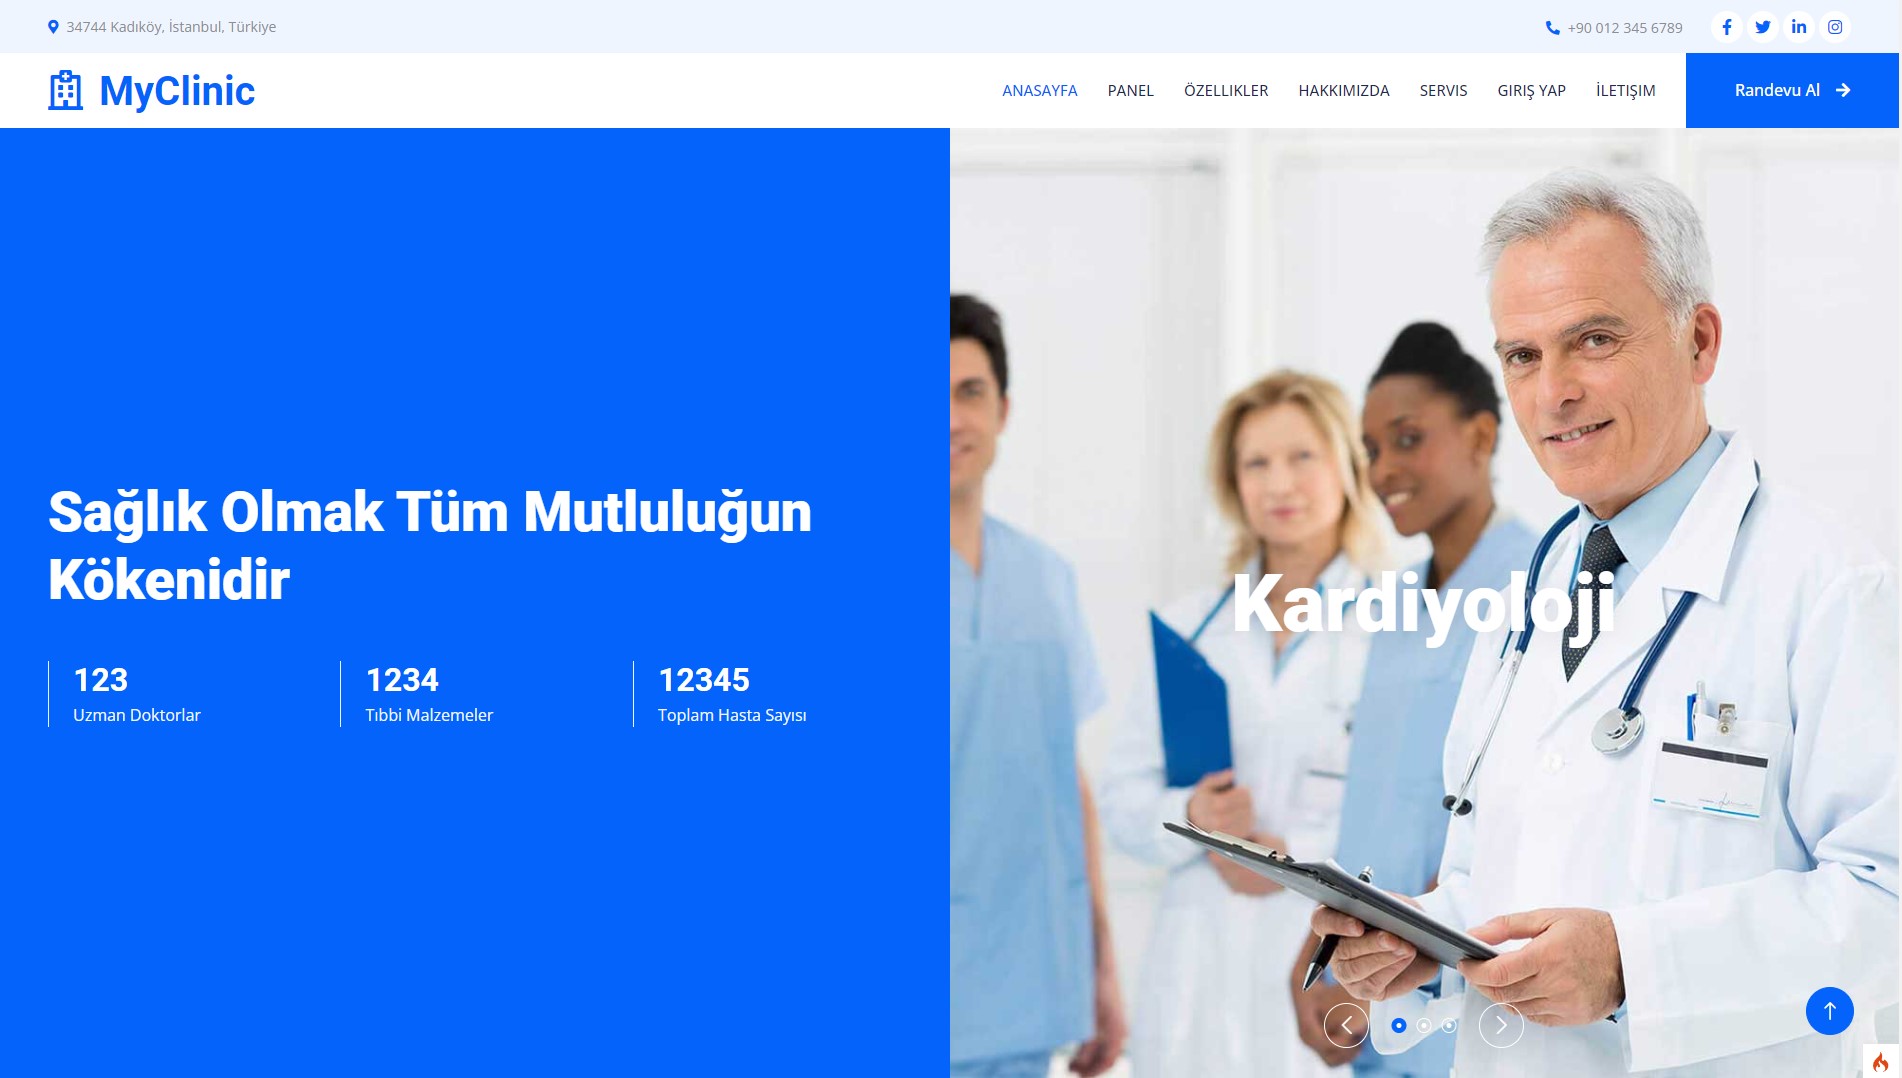 34744 Kadıköy, İstanbul, Türkiye
+90 012 345 6789
MyClinic
ANASAYFA PANEL ÖZELLIKLER HAKKIMIZDA SERVIS GIRIŞ YAP İLETIŞIM
Randevu Al
Sağlık Olmak Tüm Mutluluğun
Kökenidir
123
Uzman Doktorlar
1234
Tıbbi Malzemeler
12345
Toplam Hasta Sayısı
Kardiyoloji